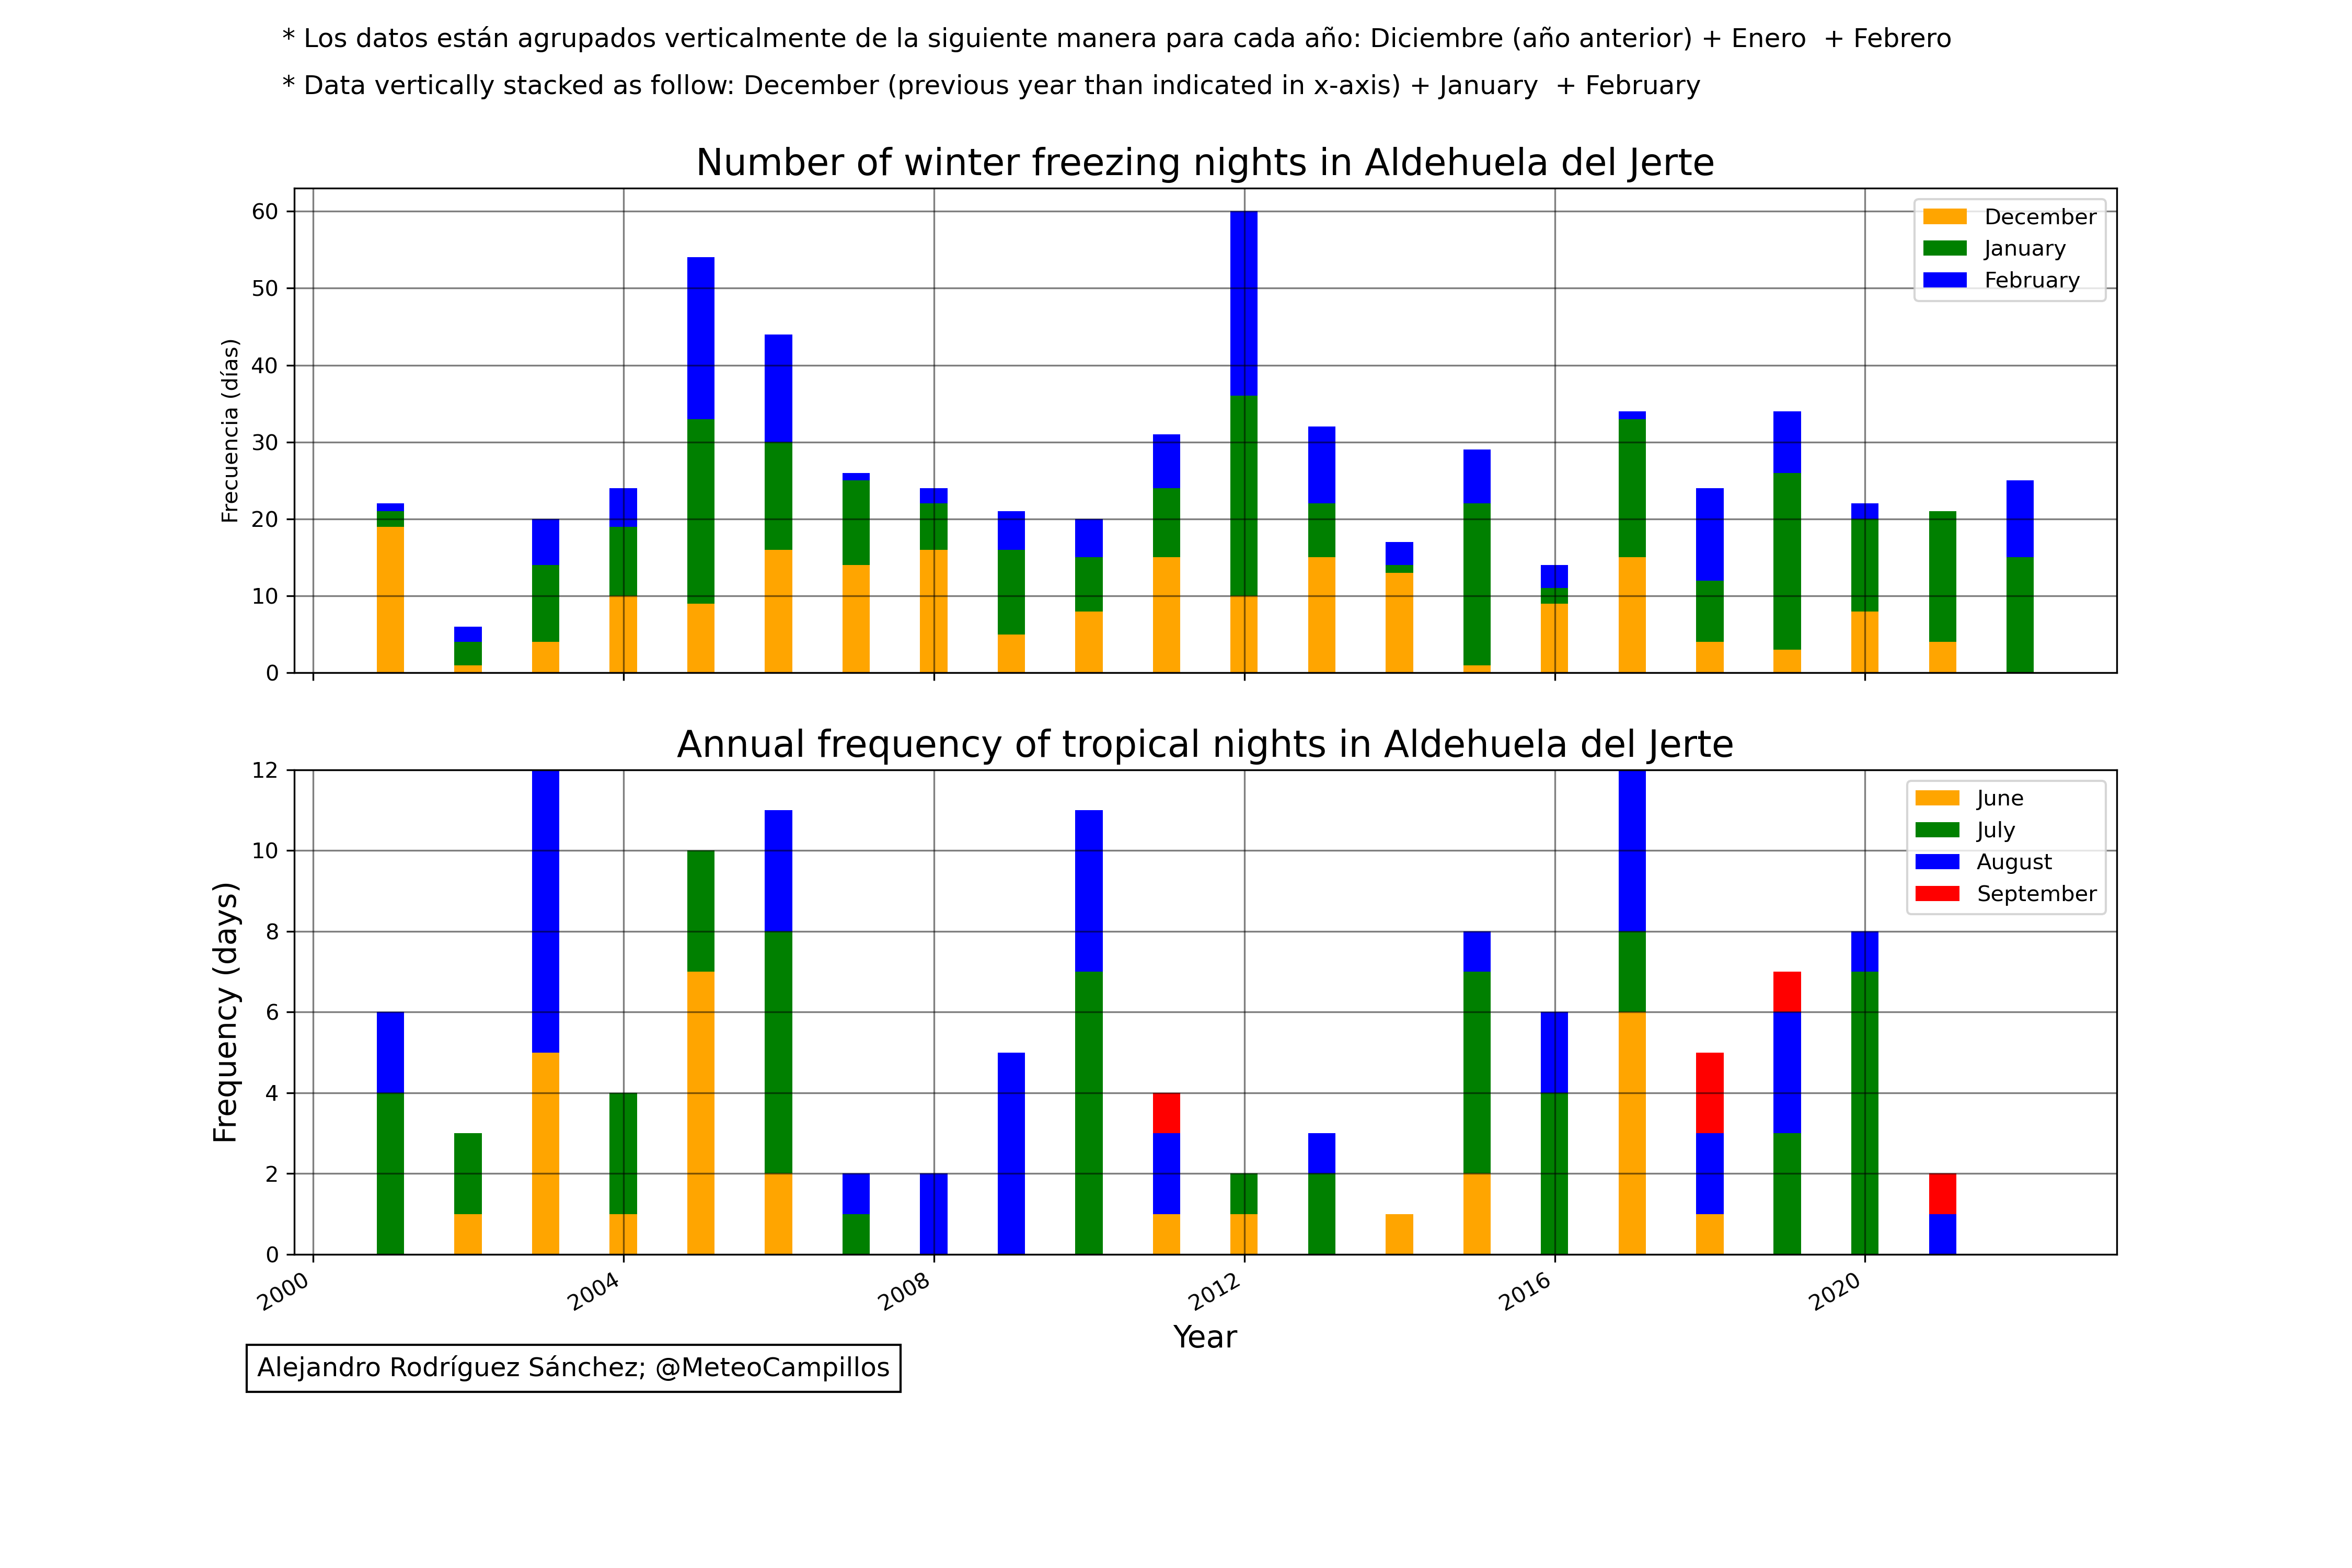 * Los datos están agrupados verticalmente de la siguiente manera para cada año: Diciembre (año anterior) + Enero  + Febrero
* Data vertically stacked as follow: December (previous year than indicated in x-axis) + January  + February
Number of winter freezing nights in Aldehuela del Jerte
Frecuencia (días)
60
50
40
30
20
10
0
December
January
February
Annual frequency of tropical nights in Aldehuela del Jerte
Frequency (days)
12
10
8
6
4
2
0
June
July
August
September
2000
2004
2008
2012
2016
2020
Year
Alejandro Rodríguez Sánchez; @MeteoCampillos